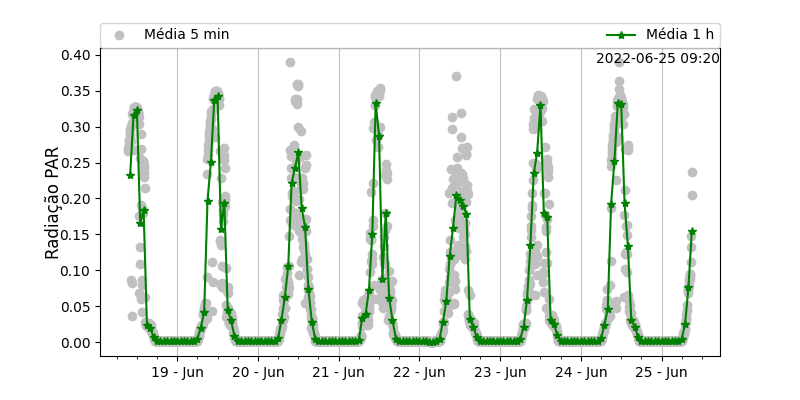 Média 5 min
Média 1 h
2022-06-25 09:20
Radiação PAR
0.40
0.35
0.30
0.25
0.20
0.15
0.10
0.05
0.00
19 - Jun
20 - Jun
21 - Jun
22 - Jun
23 - Jun
24 - Jun
25 - Jun